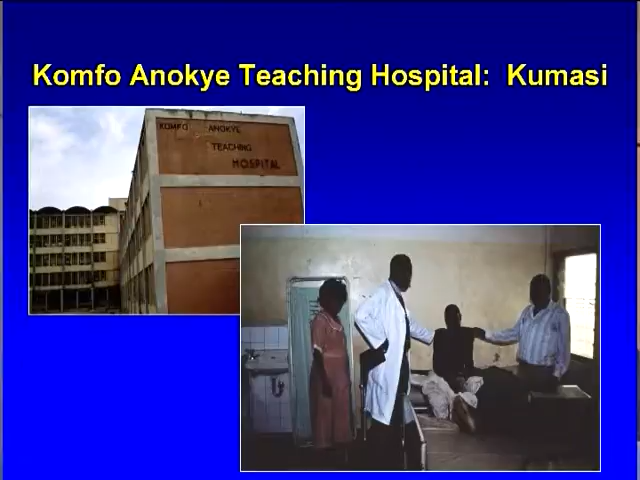 Komfo Anokye Teaching Hospital: Kumasi
KOMFO ANOKYE
TEACHING
HOSPITAL